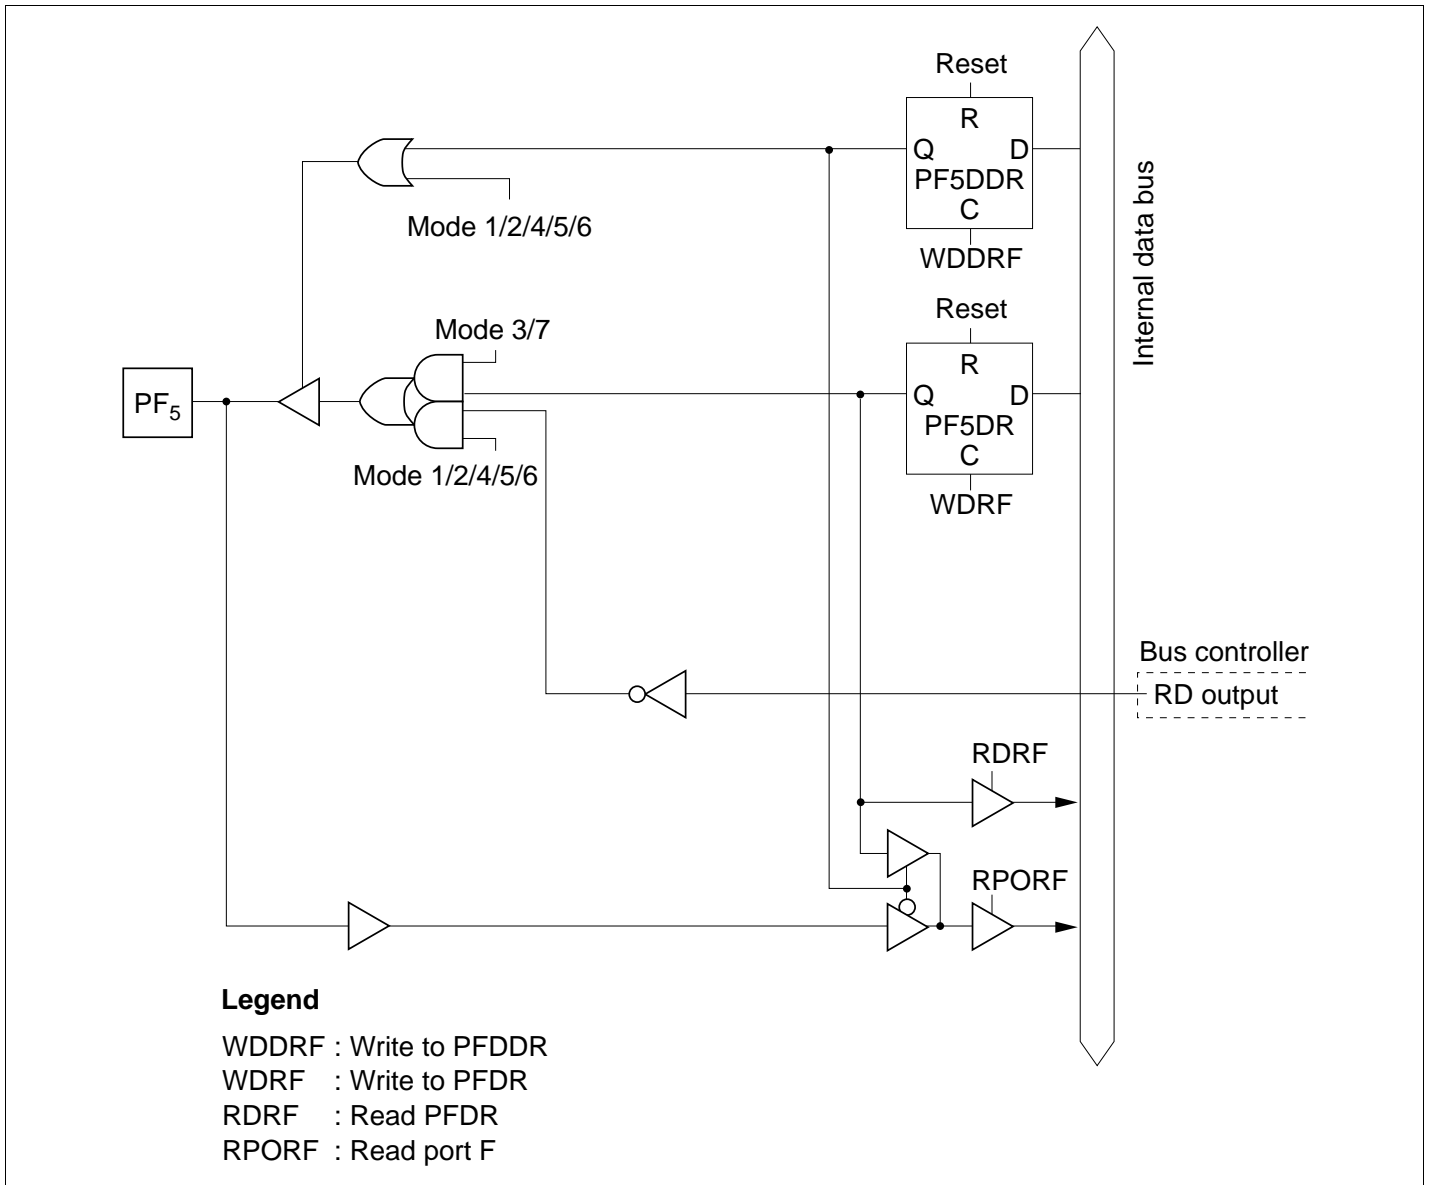 Reset
R
Q D
PF5DDR
C
WDDRF
Mode 1/2/4/5/6
Internal data bus
Reset
R
Q D
PF5DR
C
WDRF
Mode 3/7
PF5
Mode 1/2/4/5/6
Bus controller
RD output
RDRF
RPORF
Legend
WDDRF : Write to PFDDR
WDRF : Write to PFDR
RDRF : Read PFDR
RPORF : Read port F